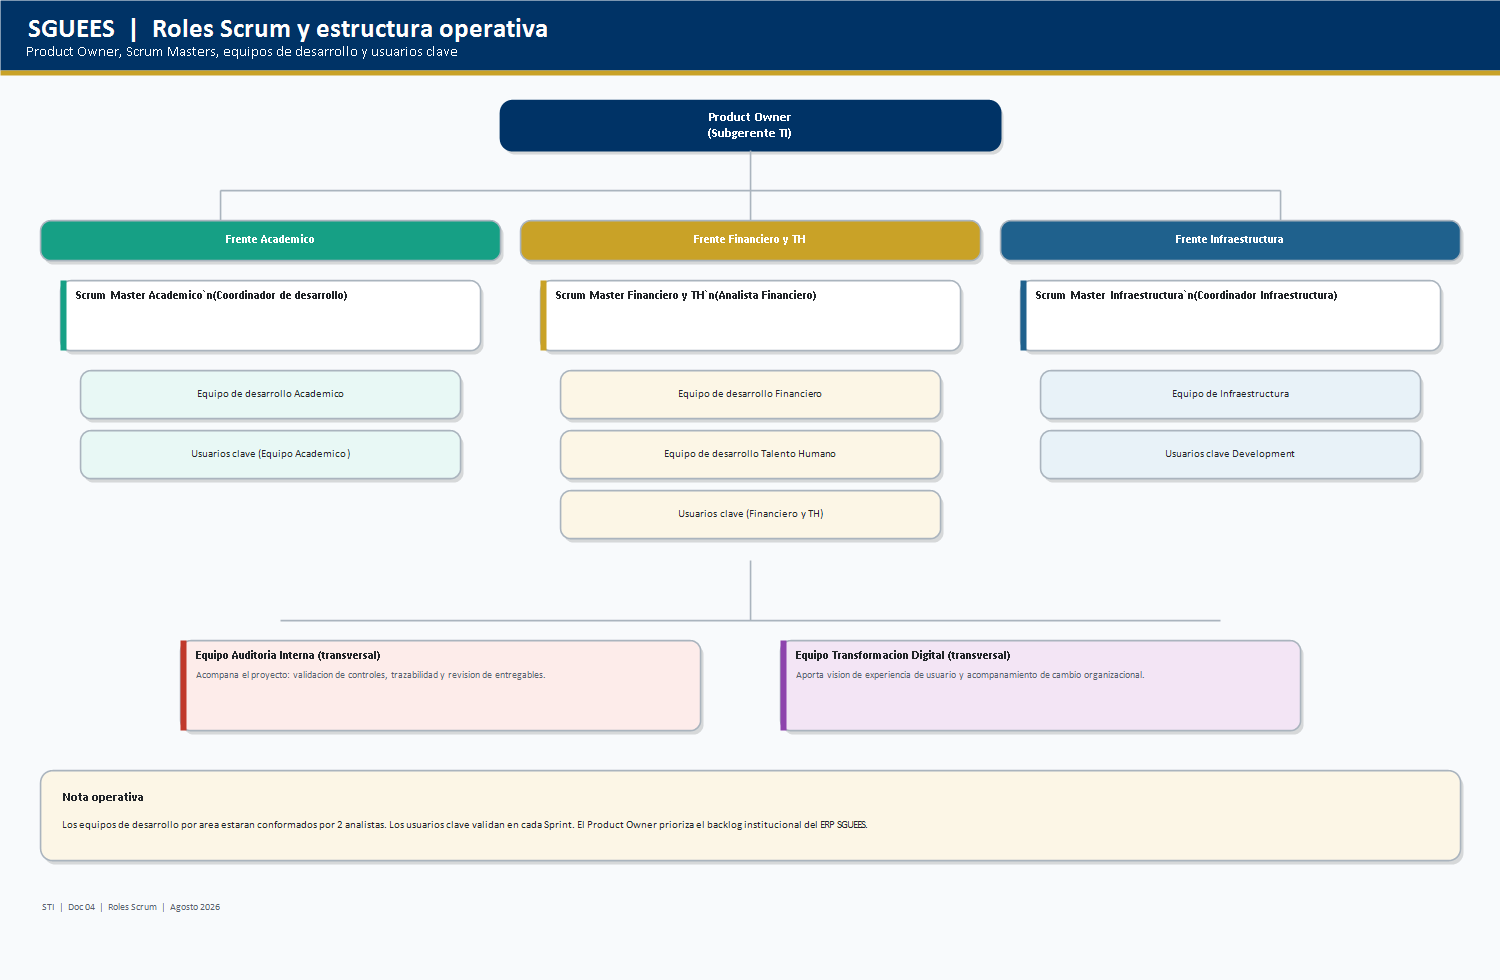 SGUEES | Roles Scrum y estructura operativa
Product Owner, Scrum Masters, equipos de desarrollo y usuarios clave
Product Owner
(Subgerente TI)
Frente Academico
Frente Financiero y TH
Frente Infraestructura
Scrum Master Academico`n(Coordinador de desarrollo)
Scrum Master Financiero y TH`n(Analista Financiero)
Scrum Master Infraestructura`n(Coordinador Infraestructura)
Equipo de desarrollo Academico
Equipo de desarrollo Financiero
Equipo de Infraestructura
Usuarios clave (Equipo Academico)
Equipo de desarrollo Talento Humano
Usuarios clave Development
Usuarios clave (Financiero y TH)
Equipo Auditoria Interna (transversal)
Acompana el proyecto: validacion de controles, trazabilidad y revision de entregables.
Equipo Transformacion Digital (transversal)
Aporta vision de experiencia de usuario y acompanamiento de cambio organizacional.
Nota operativa
Los equipos de desarrollo por area estaran conformados por 2 analistas. Los usuarios clave validan en cada Sprint. El Product Owner prioriza el backlog institucional del ERP SGUEES.
STI | Doc 04 | Roles Scrum | Agosto 2026